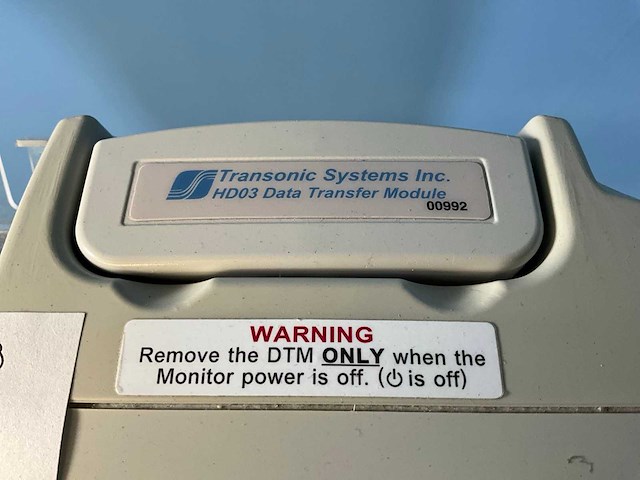 Transonic Systems Inc.
HD03 Data Transfer Module
00992
WARNING
Remove the DTM ONLY when the
Monitor power is off. (⏻ is off)